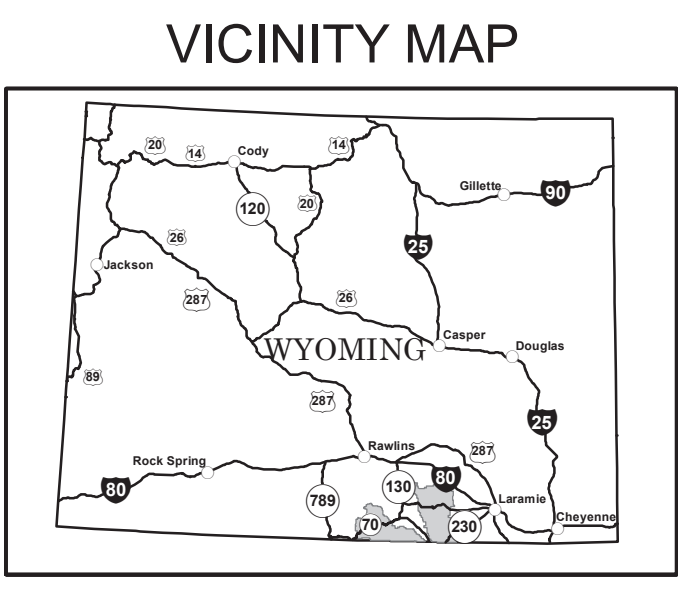 VICINITY MAP
20
14
Cody
14
Gillette
90
120
20
26
25
Jackson
287
26
Casper
WYOMING
Douglas
89
287
25
Rawlins
287
Rock Spring
80
80
130
789
Laramie
70
230
Cheyenne